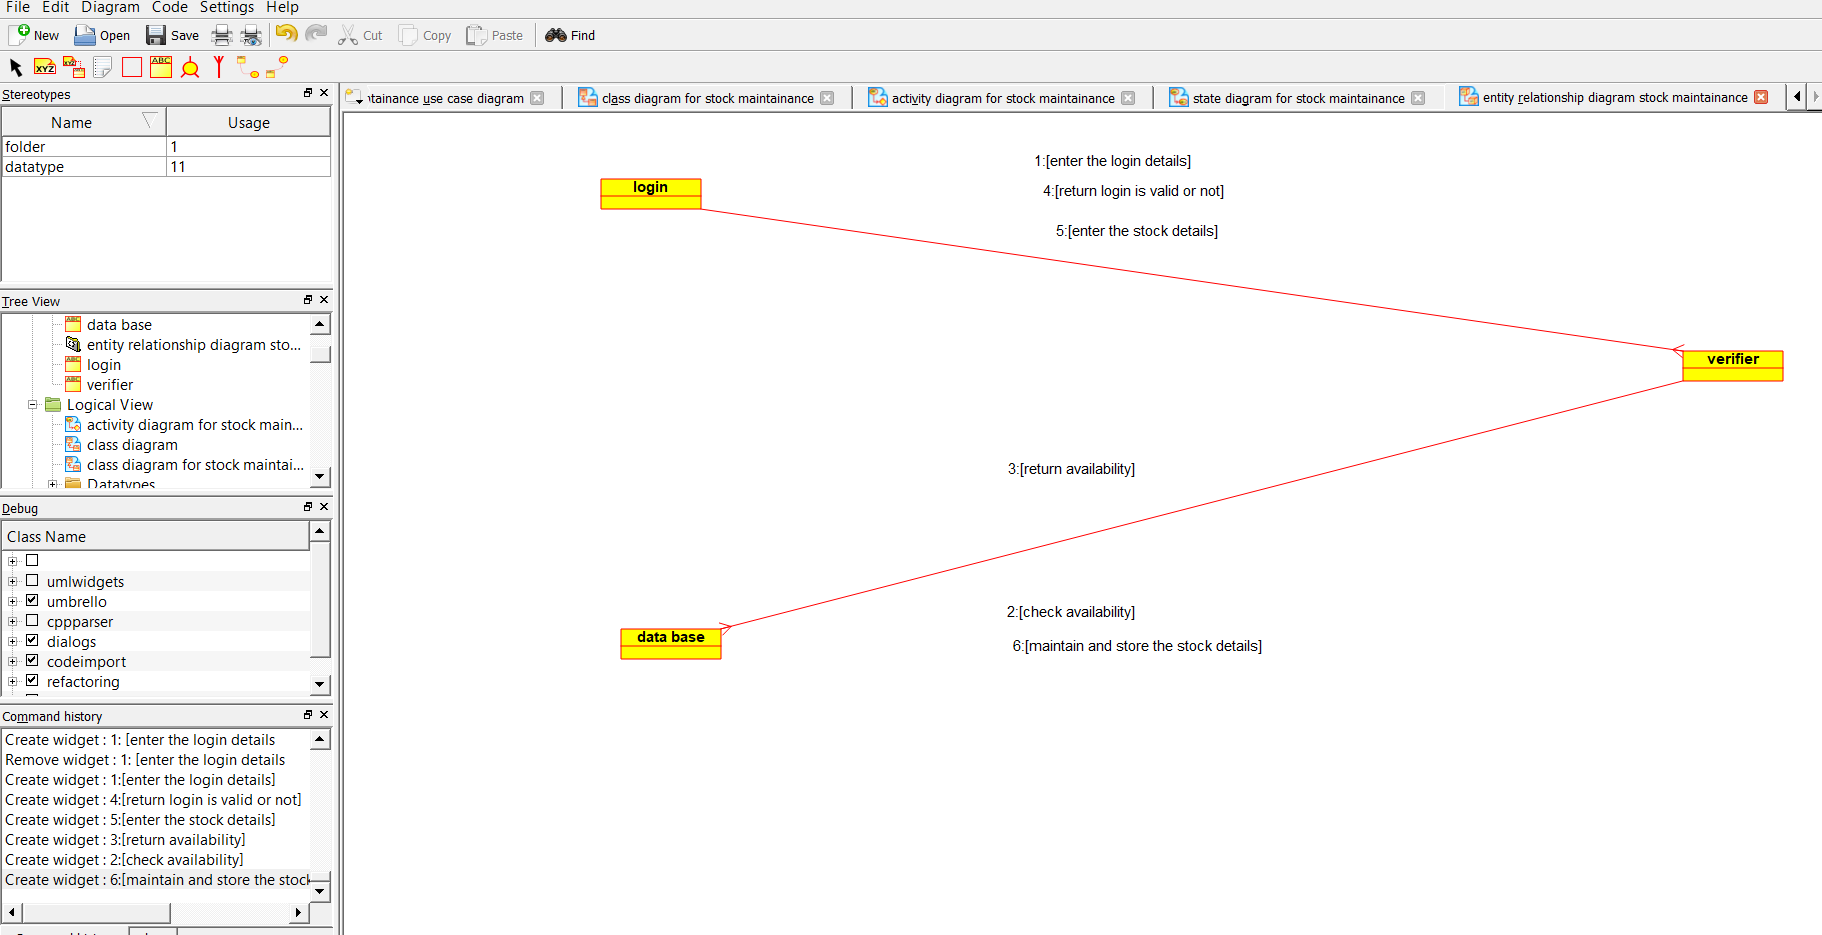 File Edit Diagram Code Settings Help
New Open Save Cut Copy Paste Find
XYZ XYZ ABC
Stereotypes
Name Usage
folder 1
datatype 11
Tree View
data base
entity relationship diagram sto...
login
verifier
Logical View
activity diagram for stock main...
class diagram
class diagram for stock maintai...
Datatypes
Debug
Class Name
umlwidgets
umbrello
cppparser
dialogs
codeimport
refactoring
Command history
Create widget : 1: [enter the login details
Remove widget : 1: [enter the login details
Create widget : 1:[enter the login details]
Create widget : 4:[return login is valid or not]
Create widget : 5:[enter the stock details]
Create widget : 3:[return availability]
Create widget : 2:[check availability]
Create widget : 6:[maintain and store the stock
tainance use case diagram
class diagram for stock maintainance
activity diagram for stock maintainance
state diagram for stock maintainance
entity relationship diagram stock maintainance
1:[enter the login details]
login
4:[return login is valid or not]
5:[enter the stock details]
verifier
3:[return availability]
2:[check availability]
data base
6:[maintain and store the stock details]